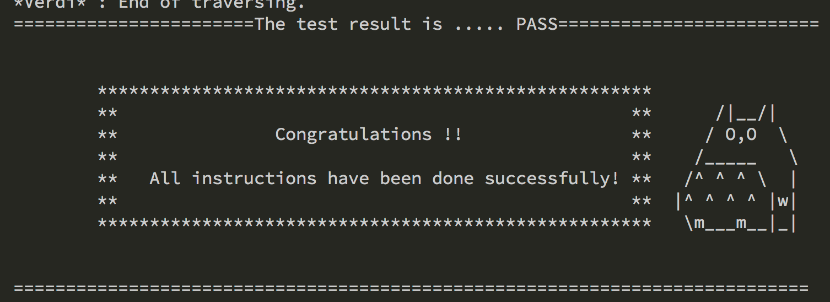 *Verdi* : End of traversing.
=======================The test result is ..... PASS=========================
*****************************************************
**                                                 **      /|__/|
**               Congratulations !!                **     / O,O  \
**                                                 **    /_____   \
**   All instructions have been done successfully! **   /^ ^ ^ \  |
**                                                 **  |^ ^ ^ ^ |w|
*****************************************************   \m___m__|_|
============================================================================